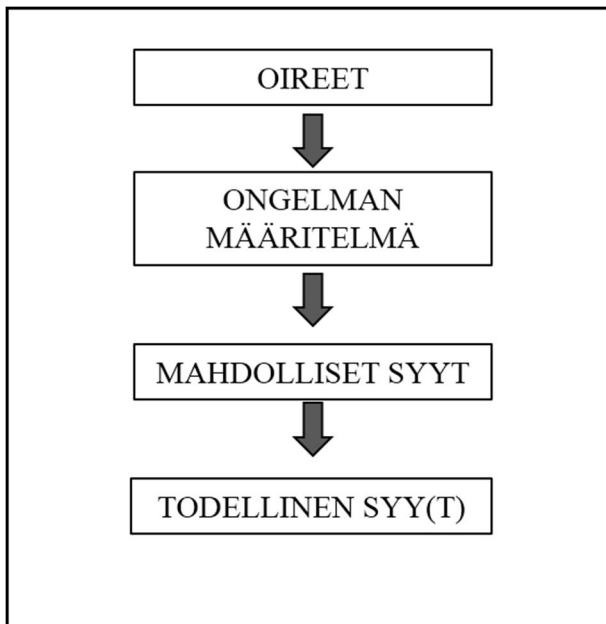 OIREET
ONGELMAN
MÄÄRITELMÄ
MAHDOLLISET SYYT
TODELLINEN SYY(T)